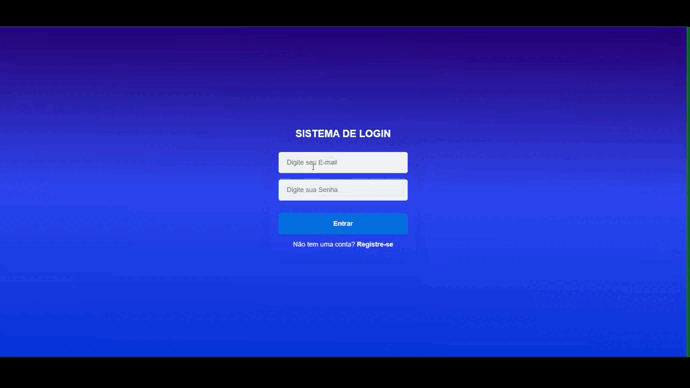 SISTEMA DE LOGIN
Digite seu E-mail
Digite sua Senha
Entrar
Não tem uma conta? Registre-se